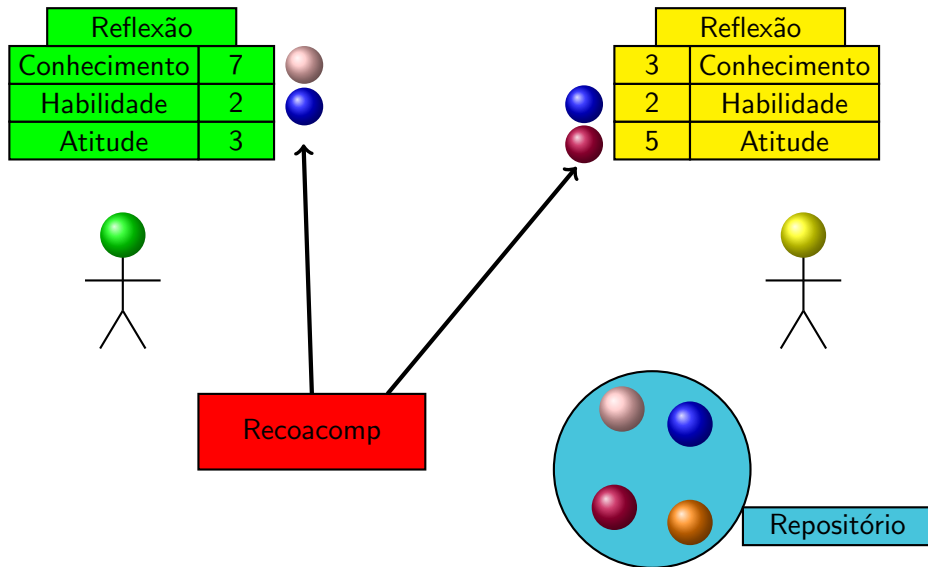 Reflexão
Conhecimento 7
Habilidade 2
Atitude 3
Reflexão
3 Conhecimento
2 Habilidade
5 Atitude
Recoacomp
Repositório